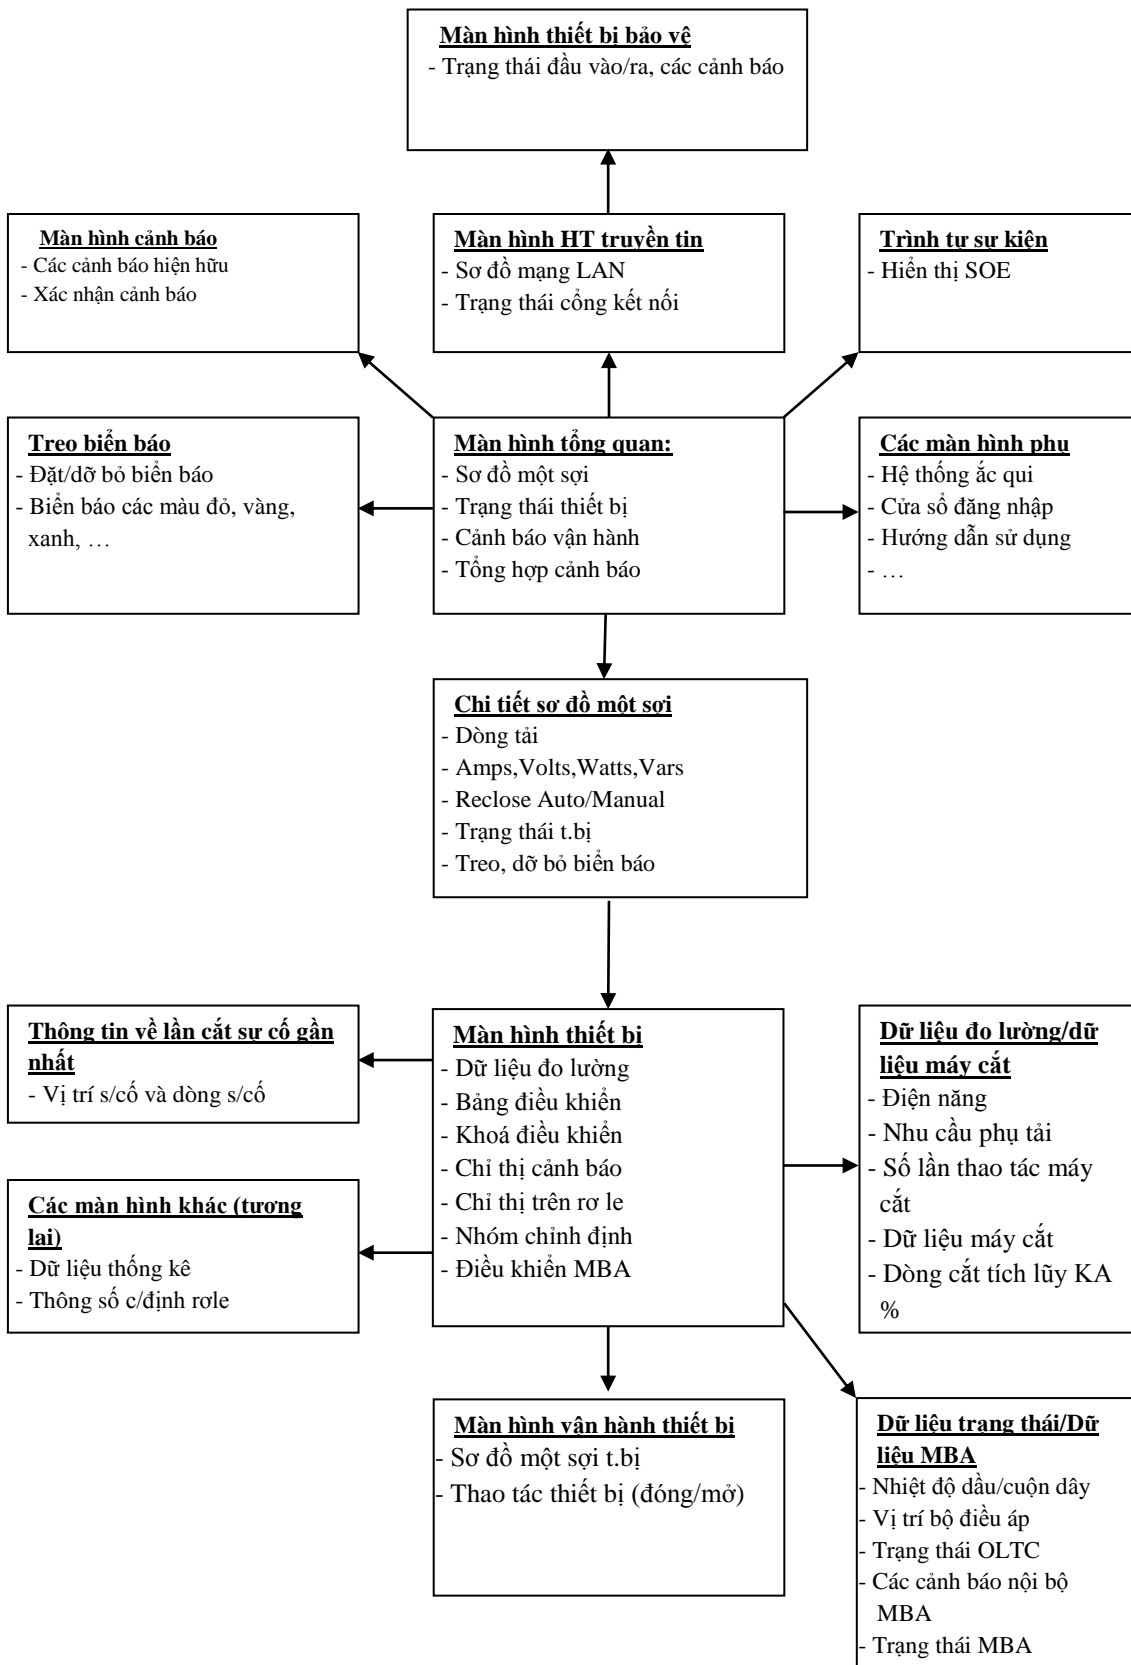 Màn hình thiết bị bảo vệ
- Trạng thái đầu vào/ra, các cảnh báo
Màn hình cảnh báo
- Các cảnh báo hiện hữu
- Xác nhận cảnh báo
Màn hình HT truyền tin
- Sơ đồ mạng LAN
- Trạng thái cổng kết nối
Trình tự sự kiện
- Hiển thị SOE
Treo biển báo
- Đặt/dỡ bỏ biển báo
- Biển báo các màu đỏ, vàng,
xanh, …
Màn hình tổng quan:
- Sơ đồ một sợi
- Trạng thái thiết bị
- Cảnh báo vận hành
- Tổng hợp cảnh báo
Các màn hình phụ
- Hệ thống ắc qui
- Cửa sổ đăng nhập
- Hướng dẫn sử dụng
- …
Chi tiết sơ đồ một sợi
- Dòng tải
- Amps,Volts,Watts,Vars
- Reclose Auto/Manual
- Trạng thái t.bị
- Treo, dỡ bỏ biển báo
Thông tin về lần cắt sự cố gần
nhất
- Vị trí s/cố và dòng s/cố
Các màn hình khác (tương
lai)
- Dữ liệu thống kê
- Thông số c/định rơle
Màn hình thiết bị
- Dữ liệu đo lường
- Bảng điều khiển
- Khoá điều khiển
- Chỉ thị cảnh báo
- Chỉ thị trên rơ le
- Nhóm chỉnh định
- Điều khiển MBA
Dữ liệu đo lường/dữ
liệu máy cắt
- Điện năng
- Nhu cầu phụ tải
- Số lần thao tác máy
cắt
- Dữ liệu máy cắt
- Dòng cắt tích lũy KA
%
Màn hình vận hành thiết bị
- Sơ đồ một sợi t.bị
- Thao tác thiết bị (đóng/mở)
Dữ liệu trạng thái/Dữ
liệu MBA
- Nhiệt độ dầu/cuộn dây
- Vị trí bộ điều áp
- Trạng thái OLTC
- Các cảnh báo nội bộ
MBA
- Trạng thái MBA